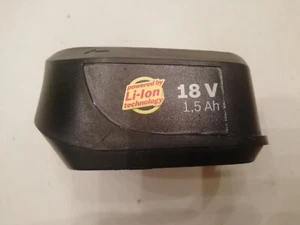 powered by
Li-Ion
technology
18 V
1,5 Ah